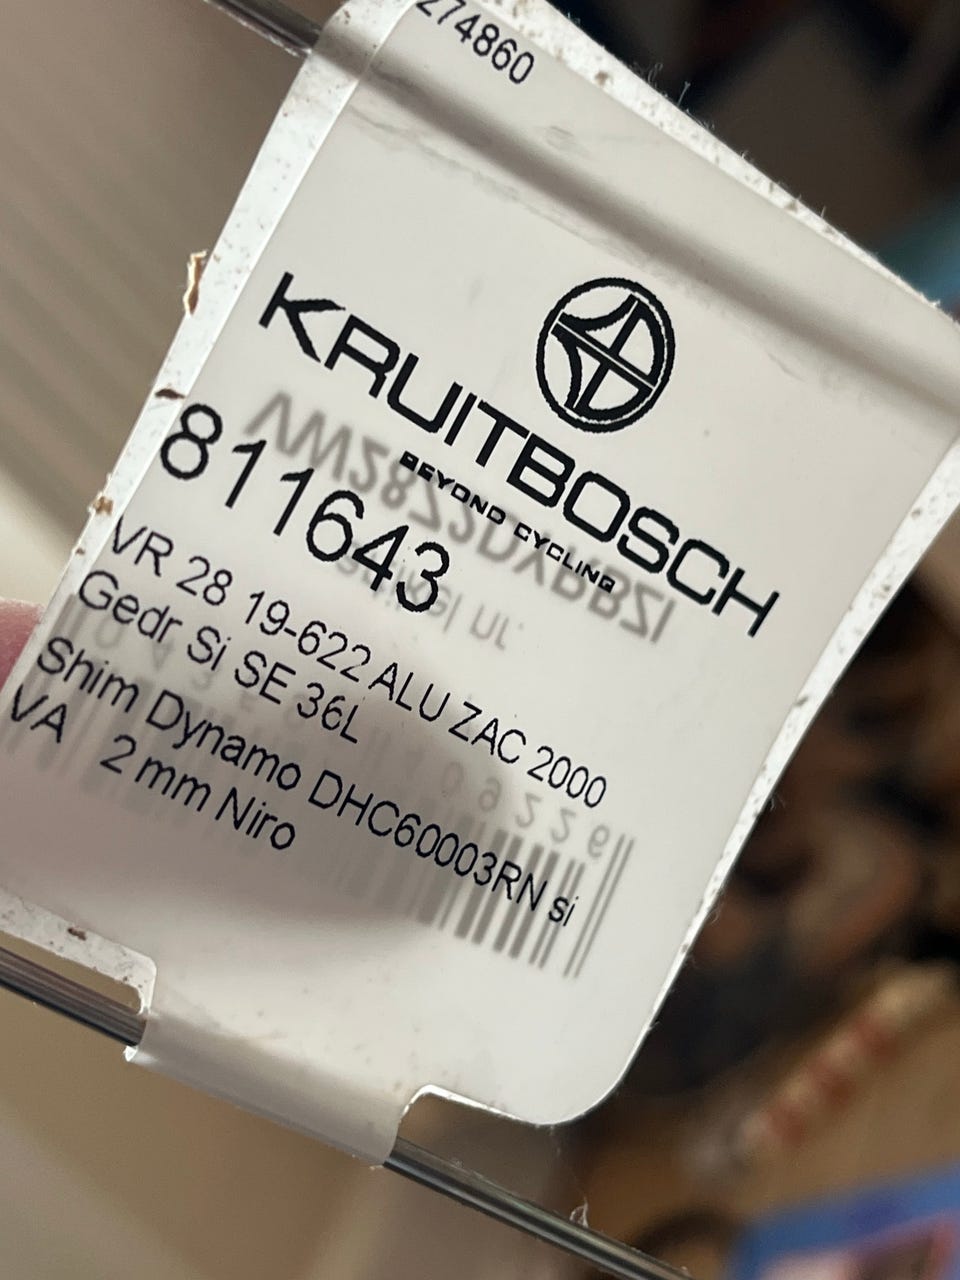 274860
KRUITBOSCH
BEYOND CYCLING
811643
VR 28 19-622 ALU ZAC 2000
Gedr Si SE 36L
Shim Dynamo DHC60003RN si
VA 2 mm Niro